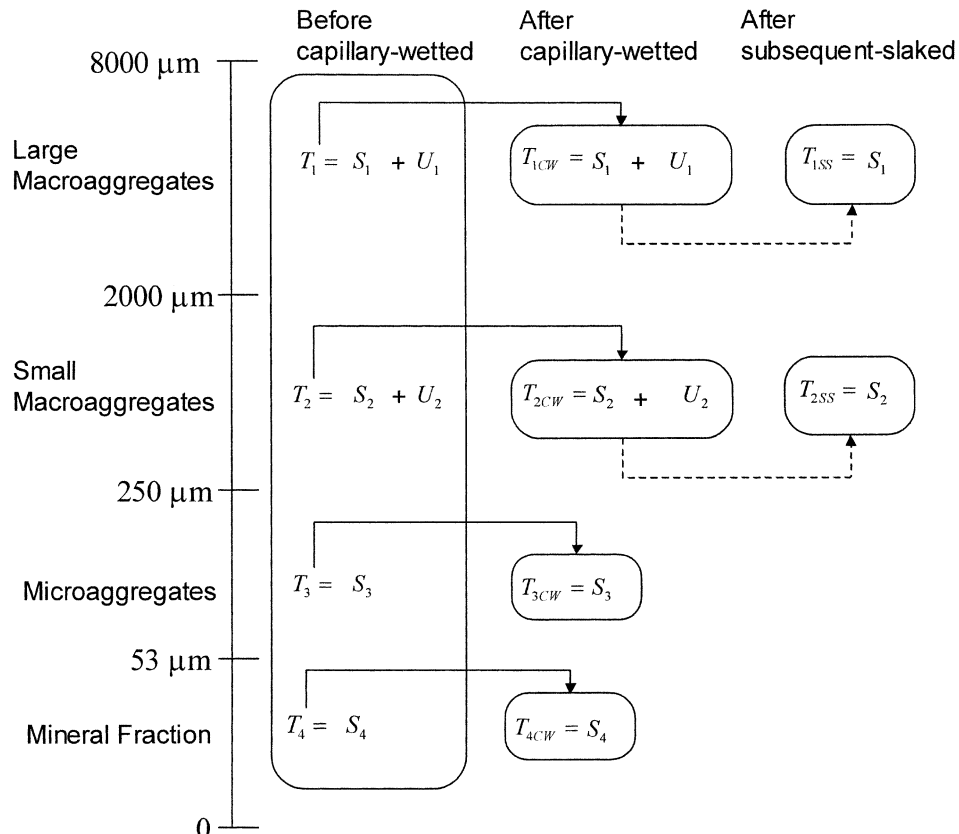 Before
capillary-wetted
After
capillary-wetted
After
subsequent-slaked
8000 μm
Large
Macroaggregates
T1 = S1 + U1
T1CW = S1 + U1
T1SS = S1
2000 μm
Small
Macroaggregates
T2 = S2 + U2
T2CW = S2 + U2
T2SS = S2
250 μm
Microaggregates
T3 = S3
T3CW = S3
53 μm
Mineral Fraction
T4 = S4
T4CW = S4
0